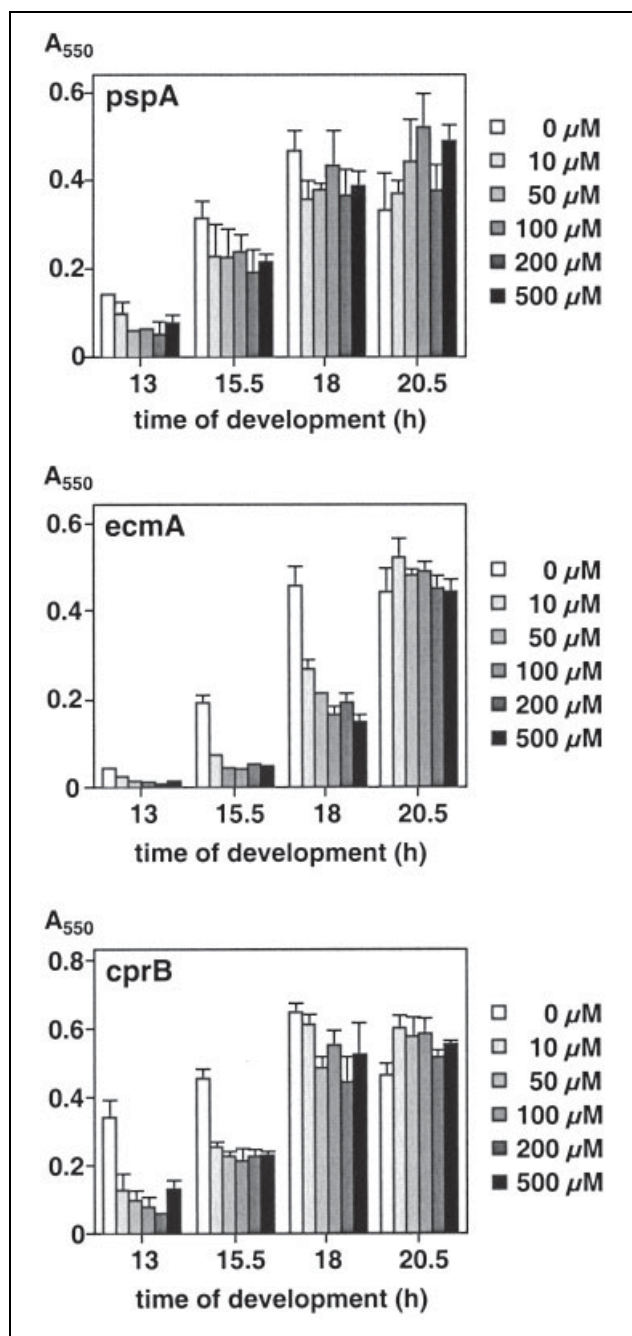 A550
pspA
0.6
0.4
0.2
0
13 15.5 18 20.5
time of development (h)
0 µM
10 µM
50 µM
100 µM
200 µM
500 µM
A550
ecmA
0.6
0.4
0.2
0
13 15.5 18 20.5
time of development (h)
0 µM
10 µM
50 µM
100 µM
200 µM
500 µM
A550
cprB
0.8
0.6
0.4
0.2
0
13 15.5 18 20.5
time of development (h)
0 µM
10 µM
50 µM
100 µM
200 µM
500 µM